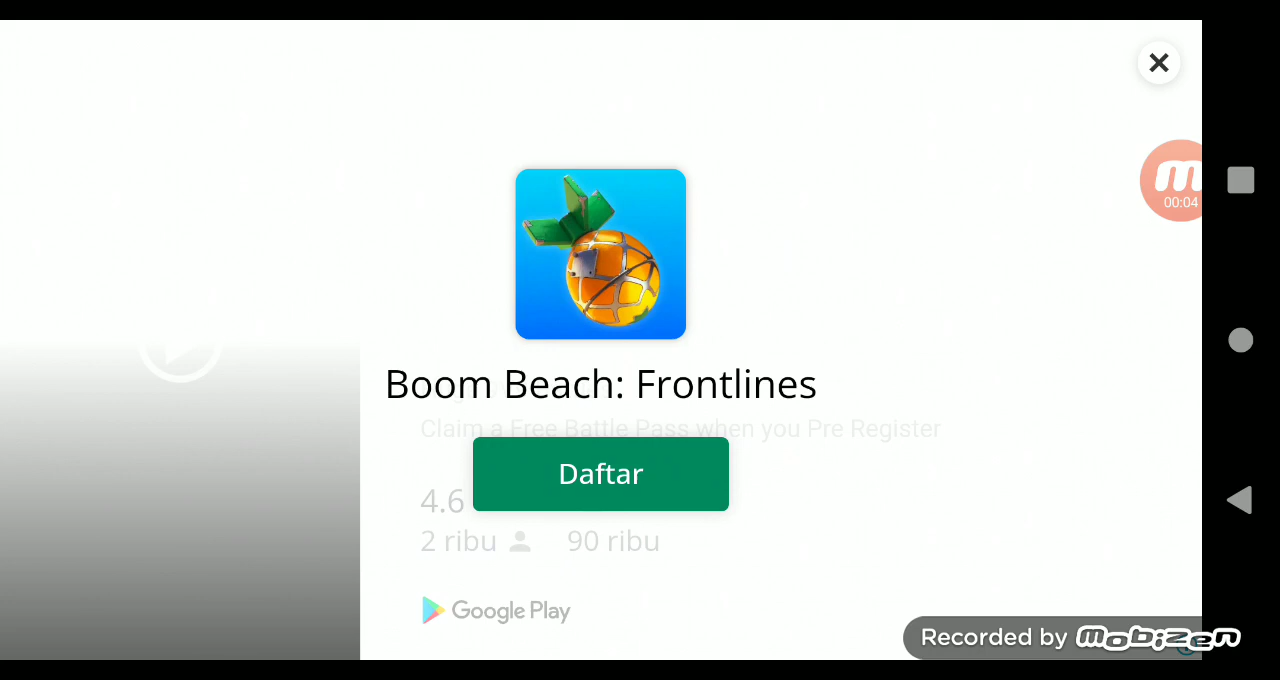 00:04
Boom Beach: Frontlines
Claim a Free Battle Pass when you Pre Register
Daftar
4.6
2 ribu 90 ribu
Google Play
Recorded by mobizen